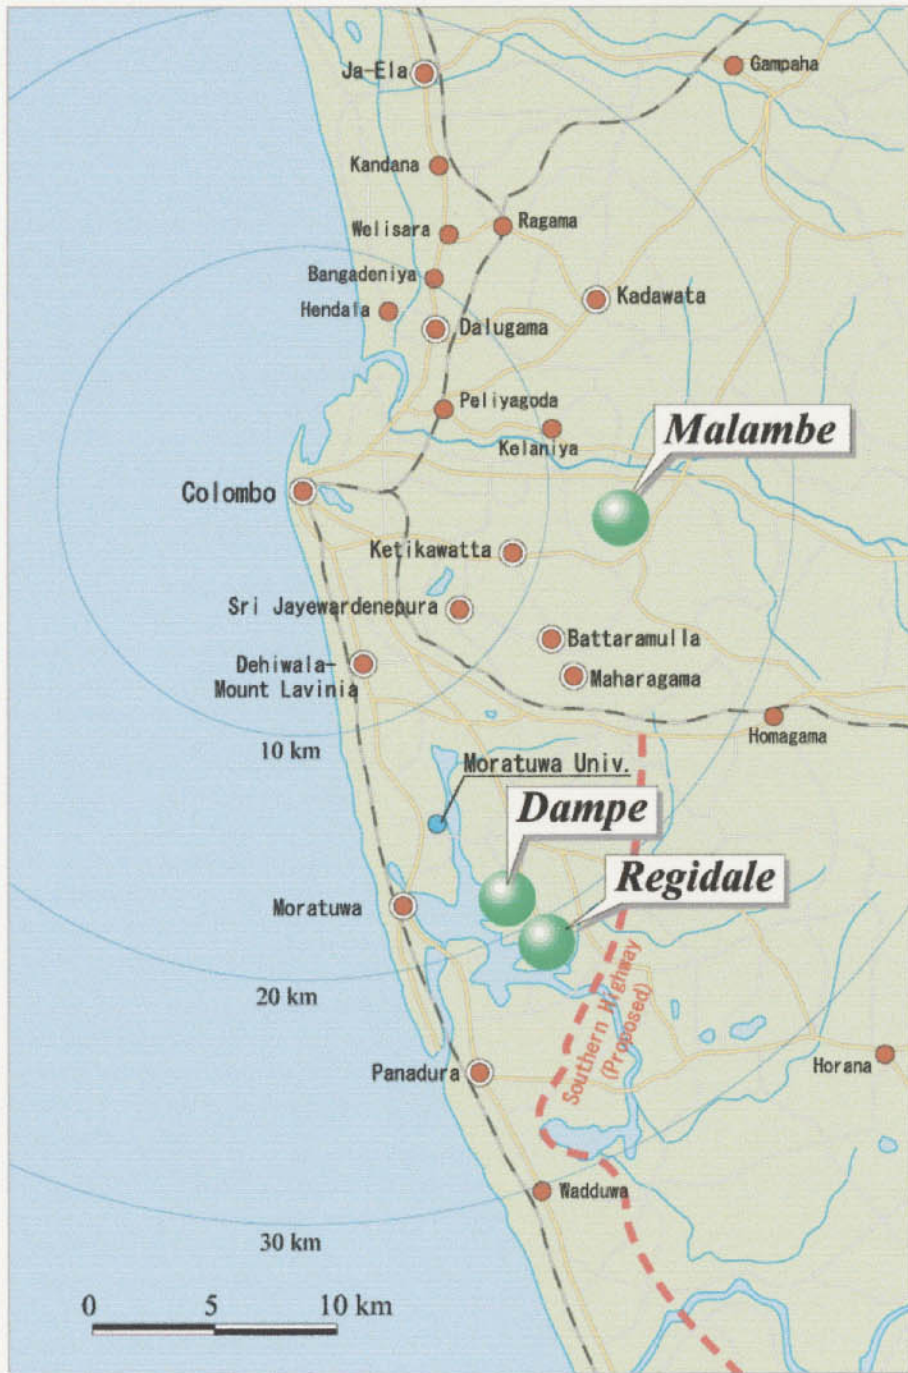 Ja-Ela
Gampaha
Kandana
Welisara
Ragama
Bangadeniya
Hendala
Kadawata
Dalugama
Peliyagoda
Kelaniya
Malambe
Colombo
Ketikawatta
Sri Jayewardenepura
Battaramulla
Dehiwala-
Mount Lavinia
Maharagama
Homagama
10 km
Moratuwa Univ.
Dampe
Regidale
Moratuwa
20 km
Southern Highway
(Proposed)
Panadura
Horana
Wadduwa
30 km
0 5 10 km